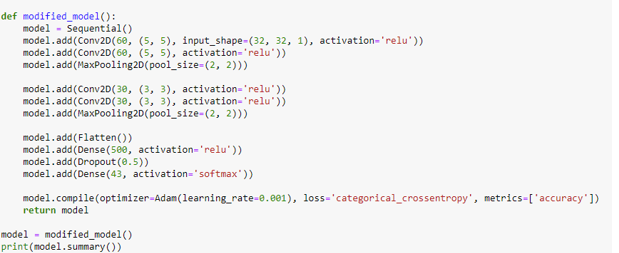 def modified_model():
    model = Sequential()
    model.add(Conv2D(60, (5, 5), input_shape=(32, 32, 1), activation='relu'))
    model.add(Conv2D(60, (5, 5), activation='relu'))
    model.add(MaxPooling2D(pool_size=(2, 2)))

    model.add(Conv2D(30, (3, 3), activation='relu'))
    model.add(Conv2D(30, (3, 3), activation='relu'))
    model.add(MaxPooling2D(pool_size=(2, 2)))

    model.add(Flatten())
    model.add(Dense(500, activation='relu'))
    model.add(Dropout(0.5))
    model.add(Dense(43, activation='softmax'))

    model.compile(optimizer=Adam(learning_rate=0.001), loss='categorical_crossentropy', metrics=['accuracy'])
    return model

model = modified_model()
print(model.summary())